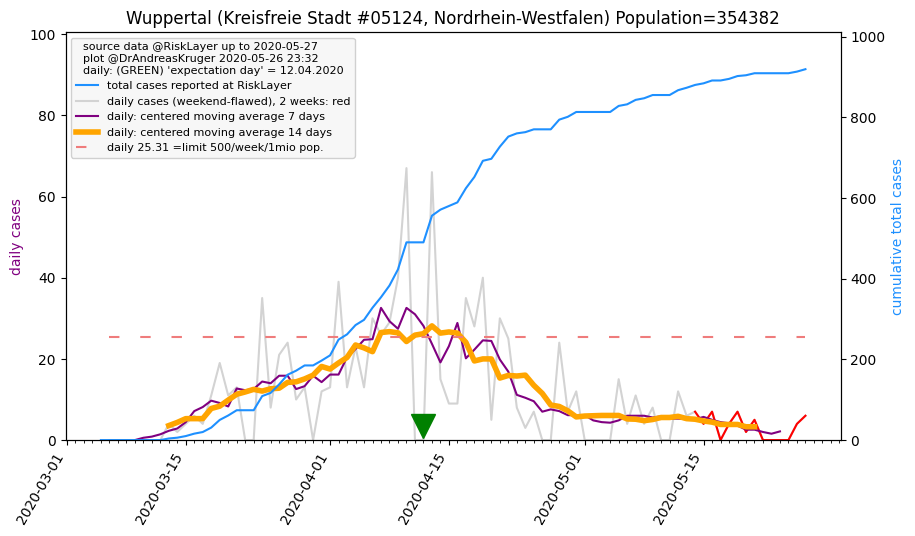 Wuppertal (Kreisfreie Stadt #05124, Nordrhein-Westfalen) Population=354382
source data @RiskLayer up to 2020-05-27
plot @DrAndreasKruger 2020-05-26 23:32
daily: (GREEN) 'expectation day' = 12.04.2020
total cases reported at RiskLayer
daily cases (weekend-flawed), 2 weeks: red
daily: centered moving average 7 days
daily: centered moving average 14 days
daily 25.31 =limit 500/week/1mio pop.
daily cases
100
80
60
40
20
0
cumulative total cases
1000
800
600
400
200
0
2020-03-01
2020-03-15
2020-04-01
2020-04-15
2020-05-01
2020-05-15